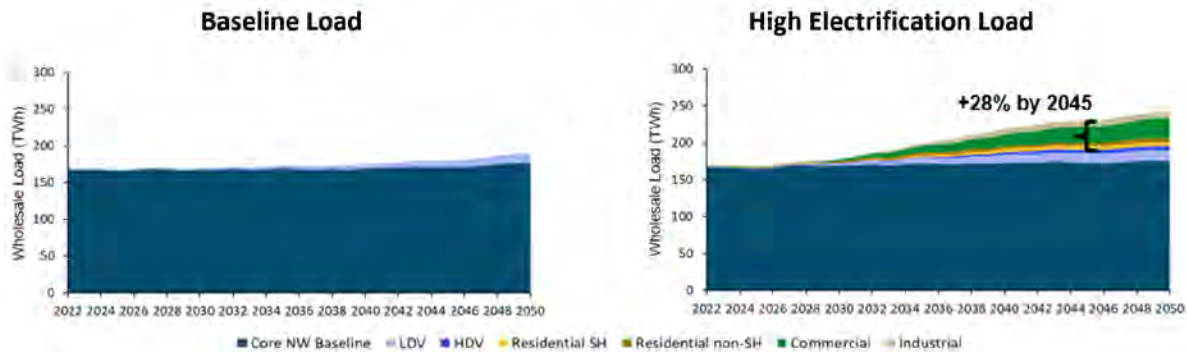 Baseline Load
High Electrification Load
Wholesale Load (TWh)
300
250
200
150
100
50
0
2022 2024 2026 2028 2030 2032 2034 2036 2038 2040 2042 2044 2046 2048 2050
Wholesale Load (TWh)
300
250
200
150
100
50
0
+28% by 2045
2022 2024 2026 2028 2030 2032 2034 2036 2038 2040 2042 2044 2046 2048 2050
Core NW Baseline LDV HDV Residential SH Residential non-SH Commercial Industrial